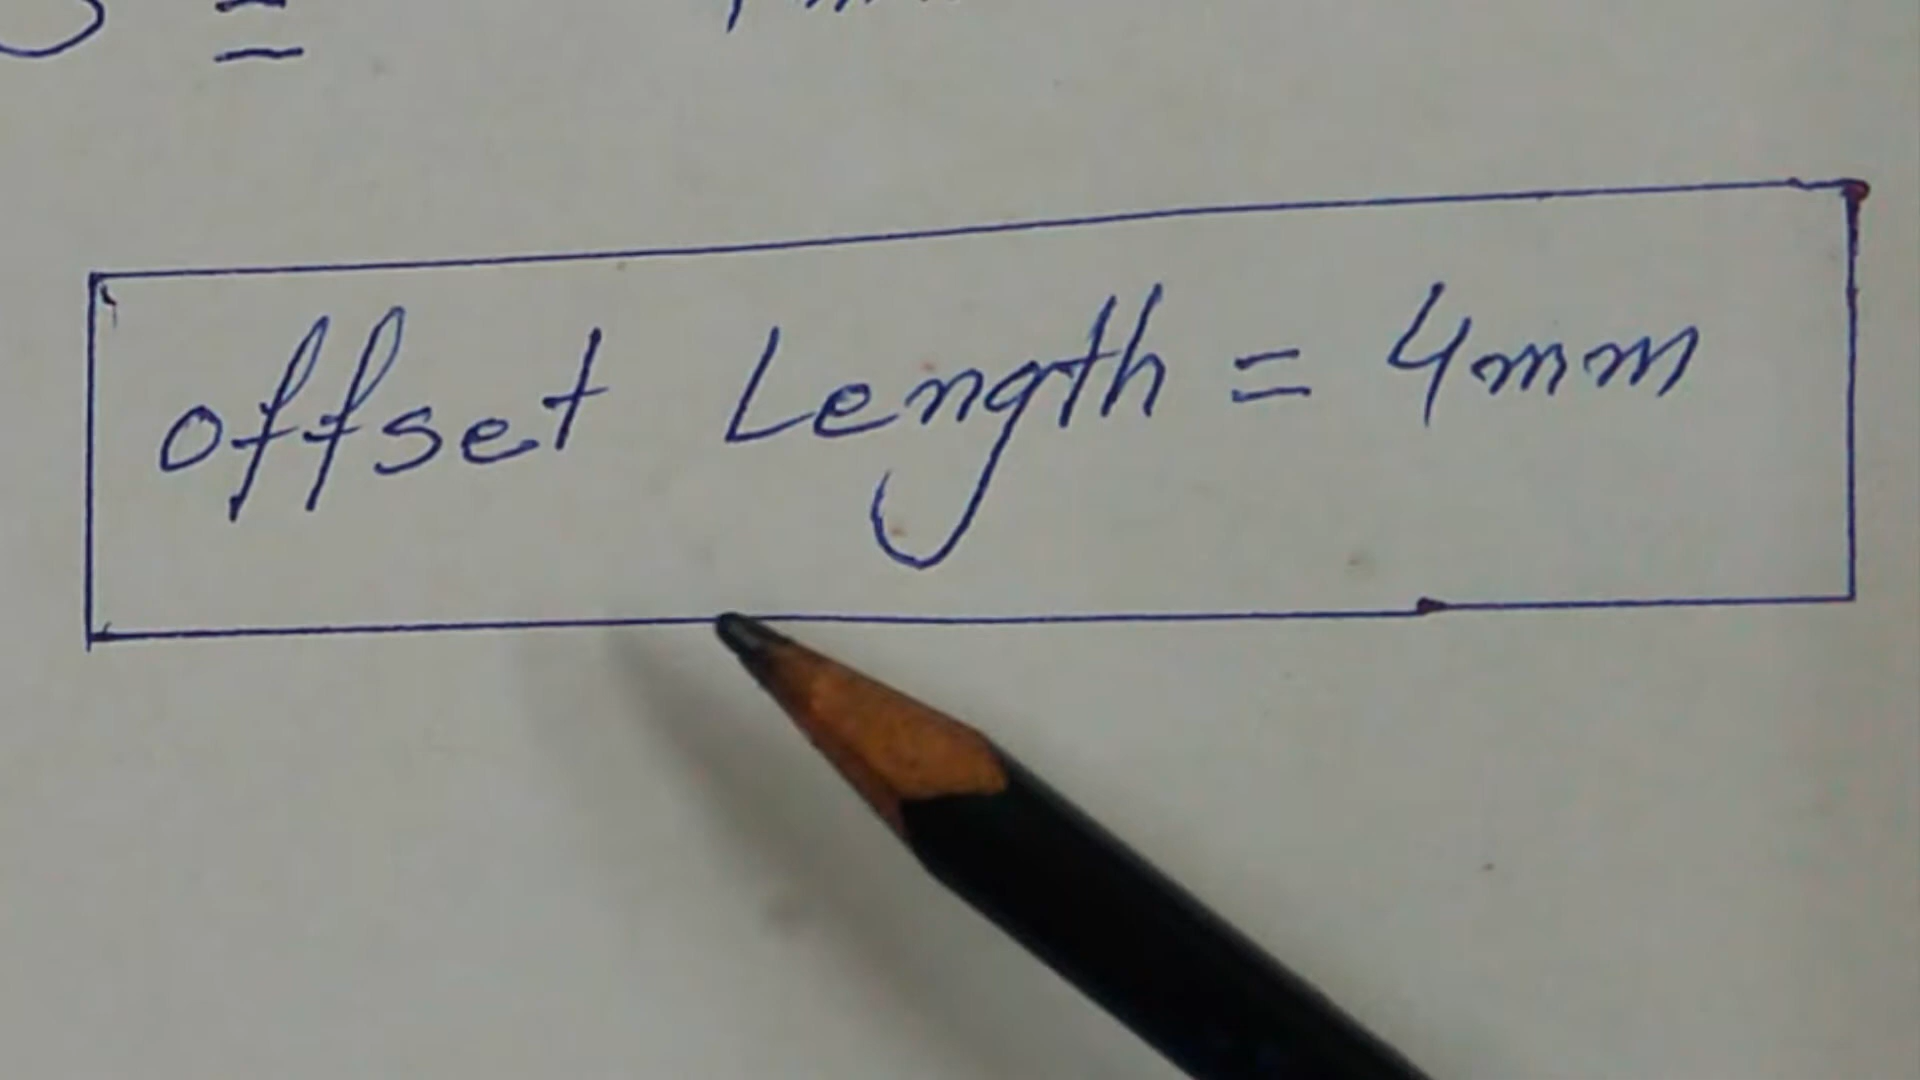 offset Length = 4mm